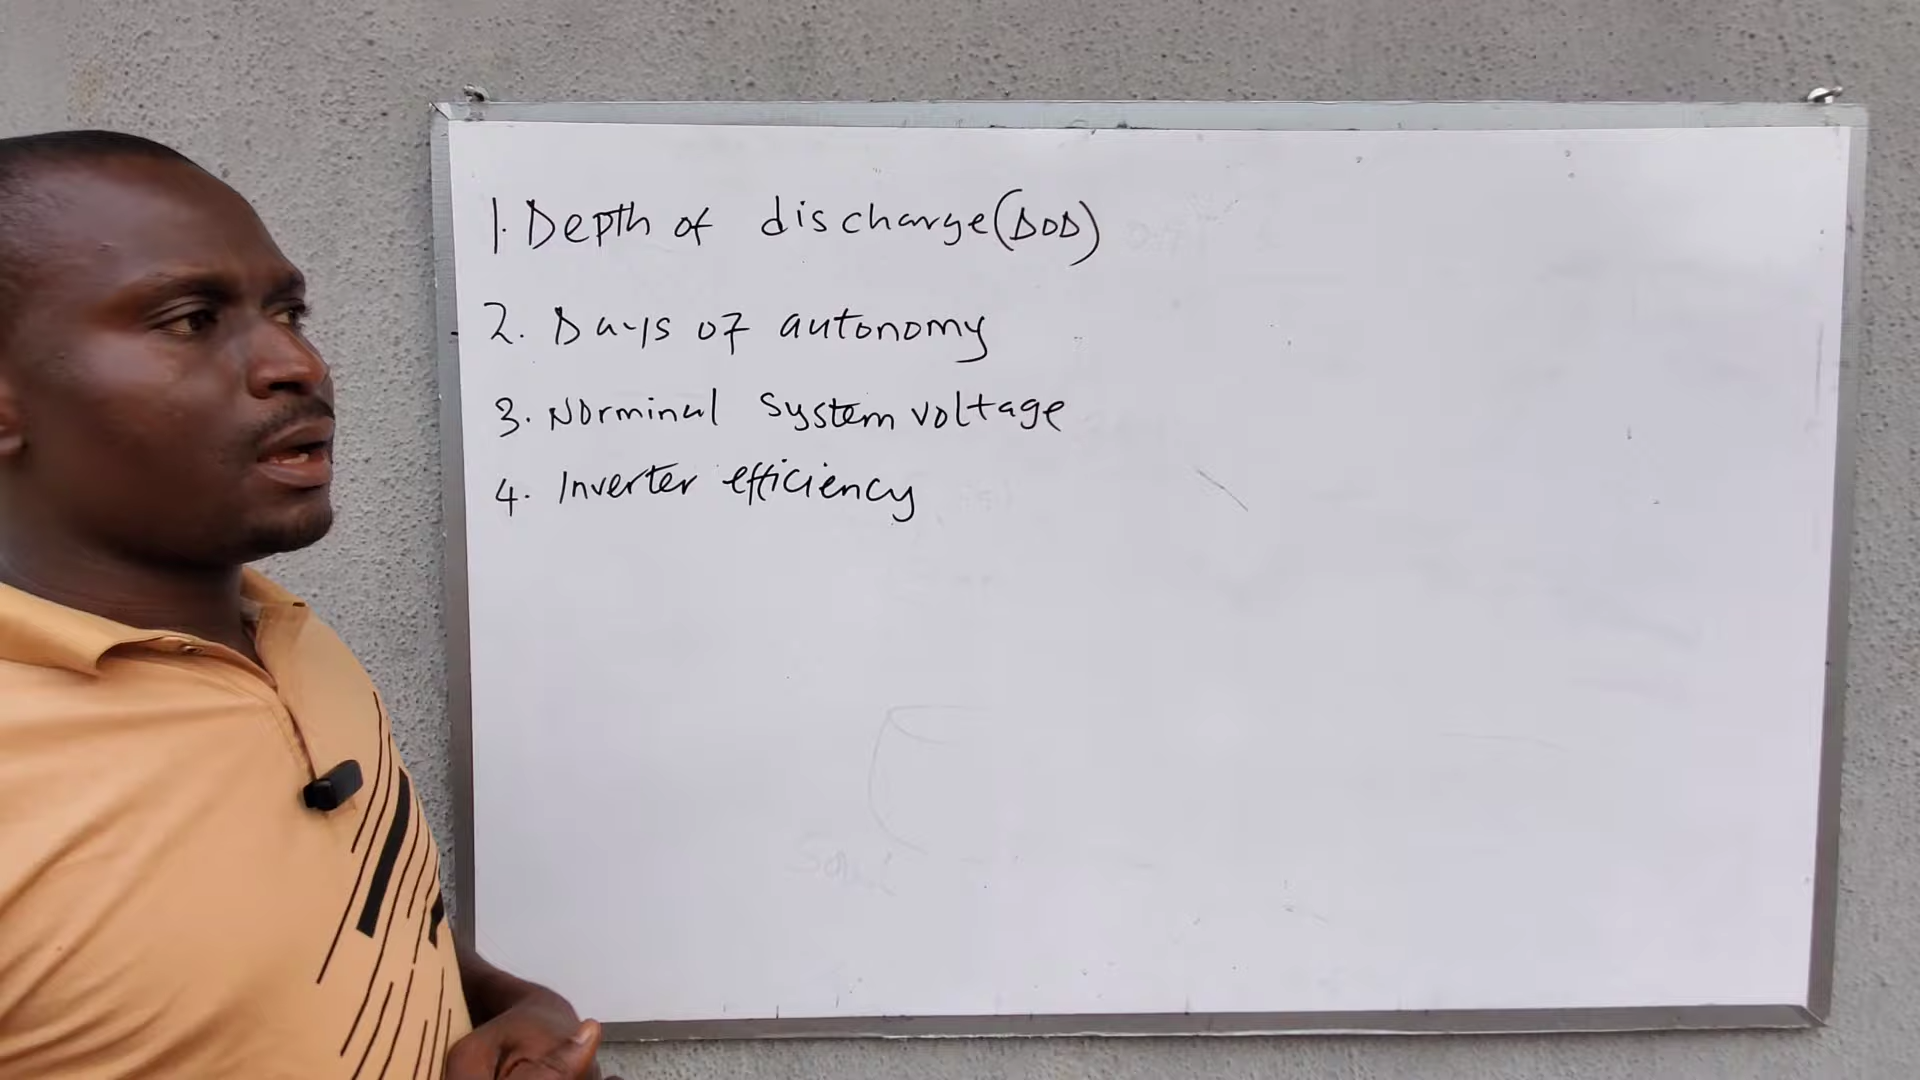 1. Depth of discharge (DOD)
2. Days of autonomy
3. Norminal system voltage
4. Inverter efficiency